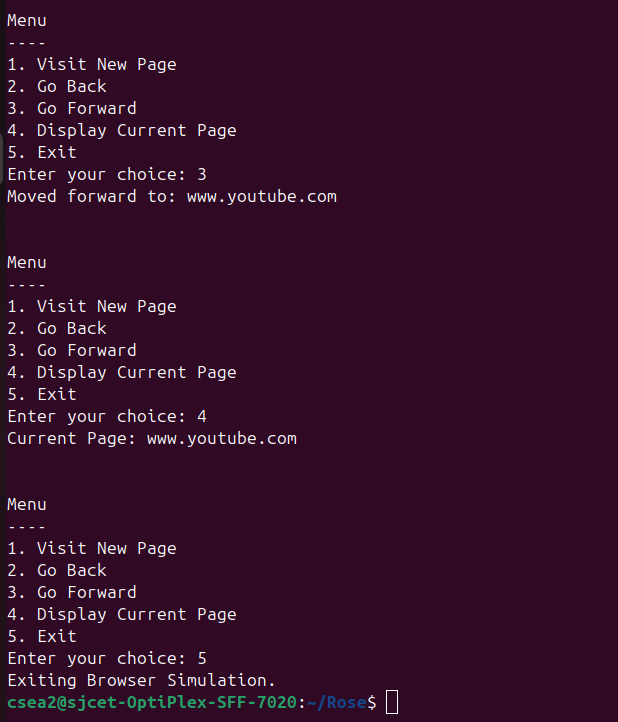 Menu
----
1. Visit New Page
2. Go Back
3. Go Forward
4. Display Current Page
5. Exit
Enter your choice: 3
Moved forward to: www.youtube.com
Menu
----
1. Visit New Page
2. Go Back
3. Go Forward
4. Display Current Page
5. Exit
Enter your choice: 4
Current Page: www.youtube.com
Menu
----
1. Visit New Page
2. Go Back
3. Go Forward
4. Display Current Page
5. Exit
Enter your choice: 5
Exiting Browser Simulation.
csea2@sjcet-OptiPlex-SFF-7020:~/Rose$